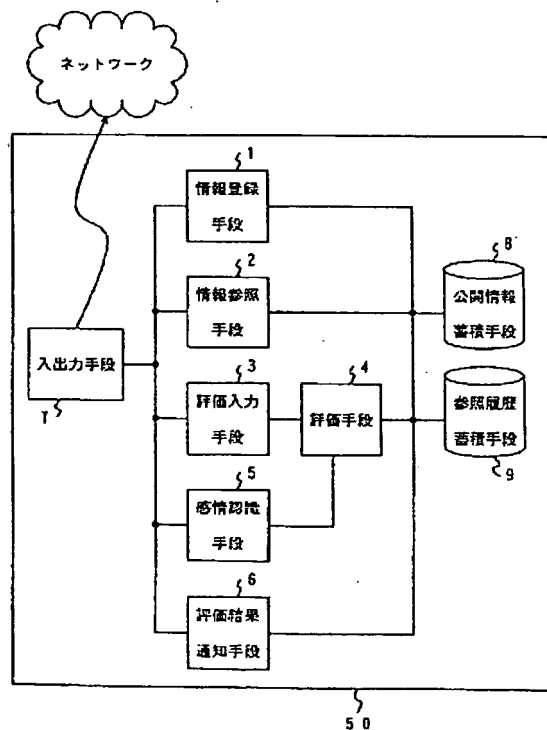 ネットワーク
1
情報登録
手段
2
情報参照
手段
8
公開情報
蓄積手段
入出力手段
7
3
評価入力
手段
4
評価手段
参照履歴
蓄積手段
9
5
感情認識
手段
6
評価結果
通知手段
50